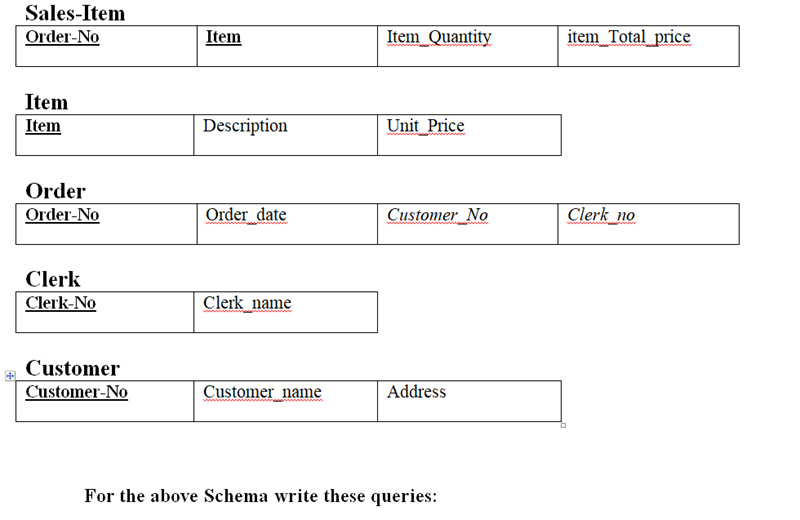 Sales-Item
Order-No Item Item_Quantity item_Total_price
Item
Item Description Unit_Price
Order
Order-No Order_date Customer_No Clerk_no
Clerk
Clerk-No Clerk_name
Customer
Customer-No Customer_name Address
For the above Schema write these queries: